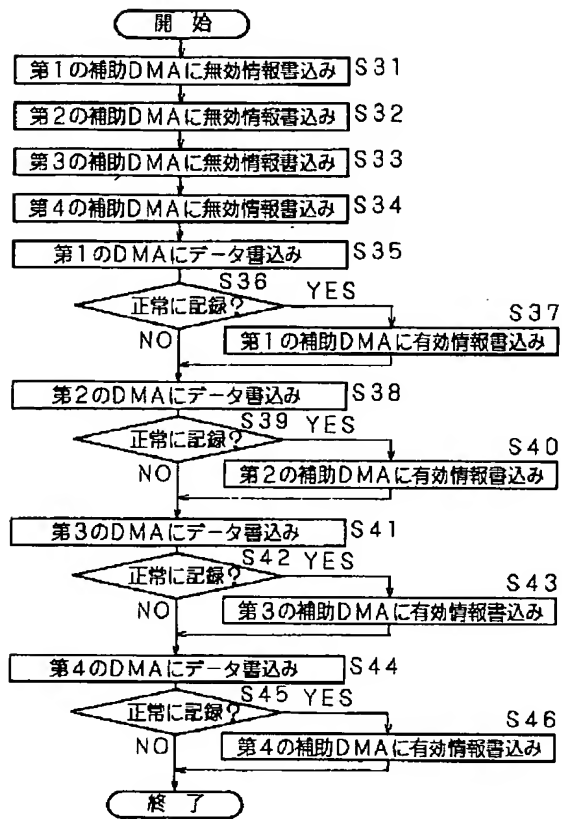 開始
第1の補助DMAに無効情報書込み S31
第2の補助DMAに無効情報書込み S32
第3の補助DMAに無効情報書込み S33
第4の補助DMAに無効情報書込み S34
第1のDMAにデータ書込み S35
S36
正常に記録? YES
S37
NO 第1の補助DMAに有効情報書込み
第2のDMAにデータ書込み S38
S39 YES
正常に記録?
S40
NO 第2の補助DMAに有効情報書込み
第3のDMAにデータ書込み S41
S42 YES
正常に記録?
S43
NO 第3の補助DMAに有効情報書込み
第4のDMAにデータ書込み S44
S45 YES
正常に記録?
S46
NO 第4の補助DMAに有効情報書込み
終了